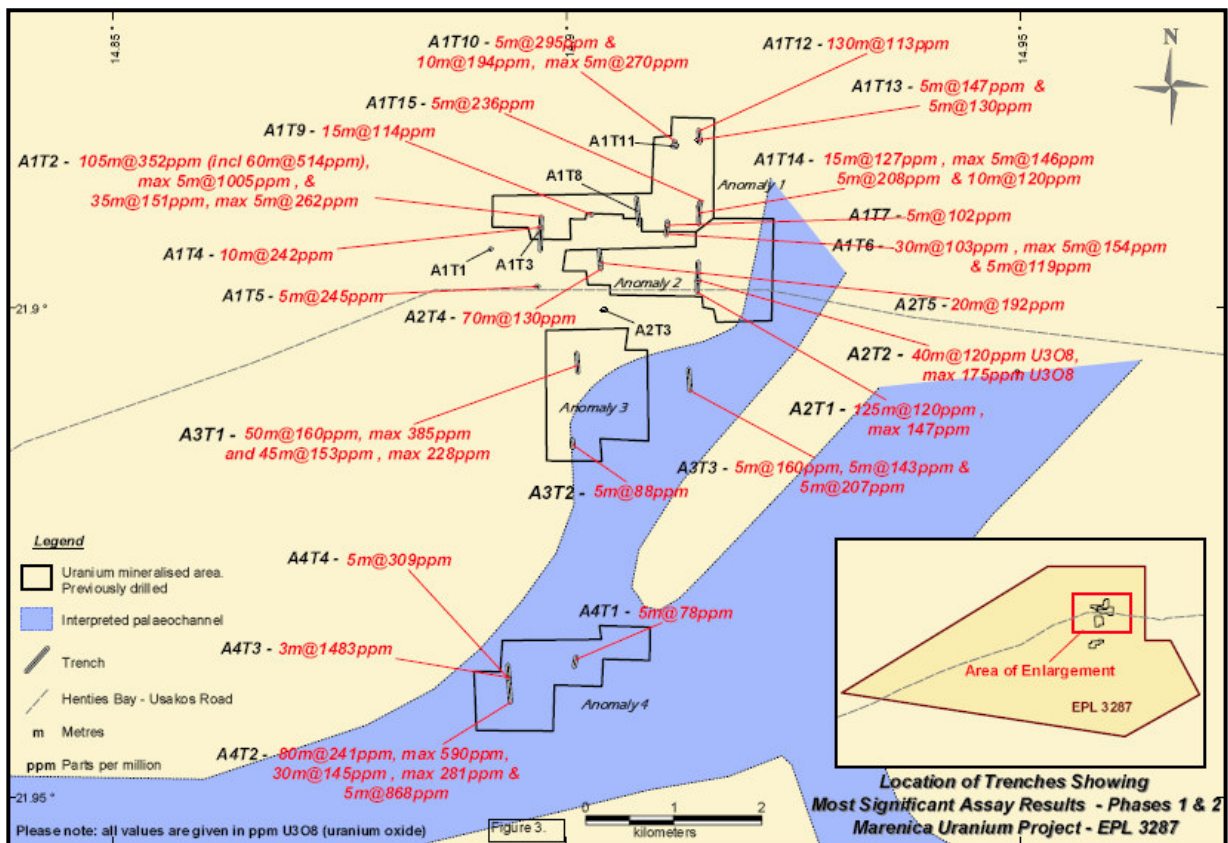 14.85
14.9
14.95
N
A1T10 - 5m@295ppm &
10m@194ppm, max 5m@270ppm
A1T12 - 130m@113ppm
A1T13 - 5m@147ppm &
5m@130ppm
A1T15 - 5m@236ppm
A1T9 - 15m@114ppm
A1T11
A1T2 - 105m@352ppm (incl 60m@514ppm),
max 5m@1005ppm , &
35m@151ppm, max 5m@262ppm
A1T8
Anomaly 1
A1T14 - 15m@127ppm , max 5m@146ppm
5m@208ppm & 10m@120ppm
A1T7 - 5m@102ppm
A1T6 - 30m@103ppm , max 5m@154ppm
& 5m@119ppm
A1T4 - 10m@242ppm
A1T1
A1T3
A1T5 - 5m@245ppm
Anomaly 2
21.9 °
A2T4 - 70m@130ppm
A2T3
A2T5 - 20m@192ppm
A2T2 - 40m@120ppm U3O8,
max 175ppm U3O8
A2T1 - 125m@120ppm ,
max 147ppm
Anomaly 3
A3T1 - 50m@160ppm, max 385ppm
and 45m@153ppm , max 228ppm
A3T2 - 5m@88ppm
A3T3 - 5m@160ppm, 5m@143ppm &
5m@207ppm
A4T4 - 5m@309ppm
A4T1 - 5m@78ppm
A4T3 - 3m@1483ppm
Anomaly 4
A4T2 - 80m@241ppm, max 590ppm,
30m@145ppm , max 281ppm &
5m@868ppm
Legend
Uranium mineralised area.
Previously drilled
Interpreted palaeochannel
Trench
Henties Bay - Usakos Road
m Metres
ppm Parts per million
21.95 °
Please note: all values are given in ppm U3O8 (uranium oxide)
Figure 3.
0 1 2
kilometers
Area of Enlargement
EPL 3287
Location of Trenches Showing
Most Significant Assay Results - Phases 1 & 2
Marenica Uranium Project - EPL 3287